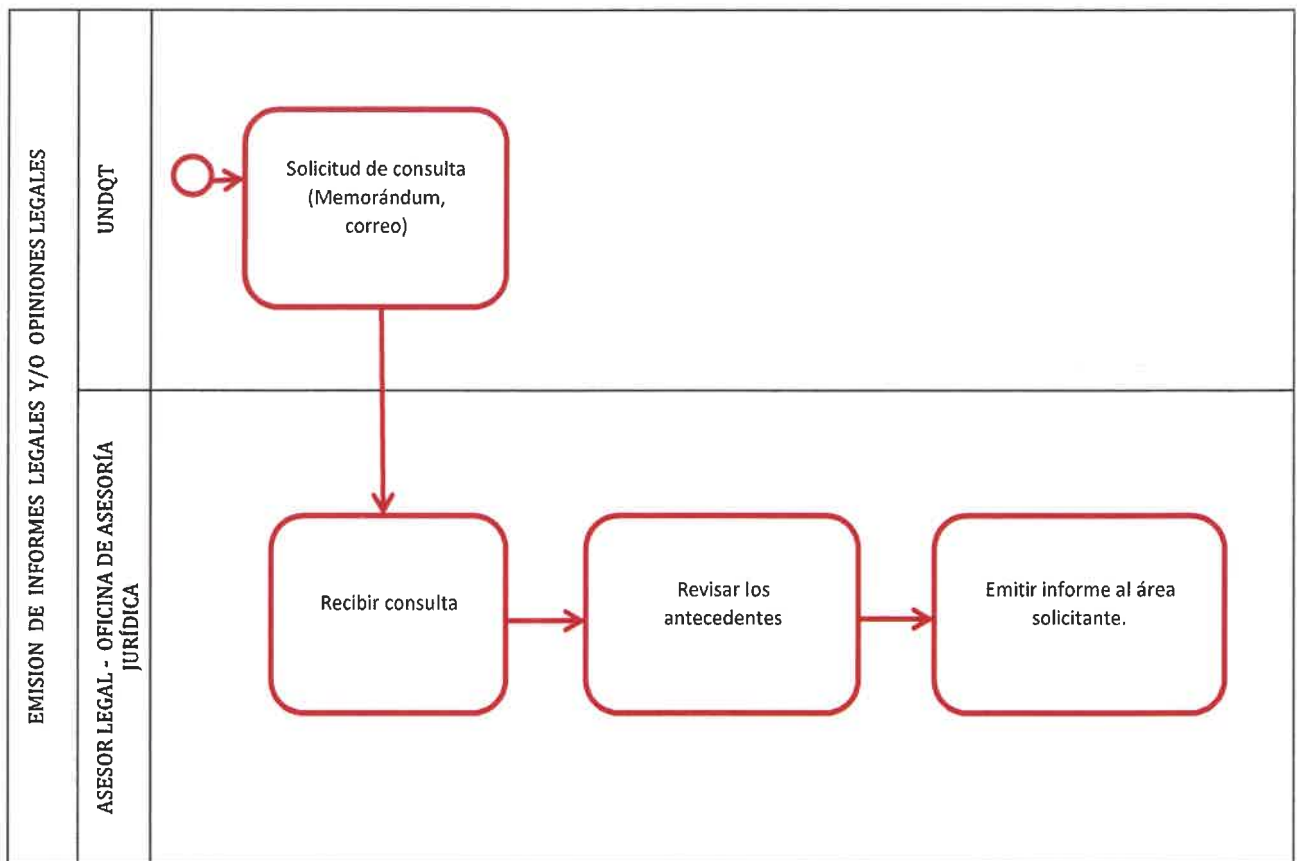 EMISION DE INFORMES LEGALES Y/O OPINIONES LEGALES
UNDQT
Solicitud de consulta
(Memorándum,
correo)
ASESOR LEGAL - OFICINA DE ASESORÍA
JURÍDICA
Recibir consulta
Revisar los
antecedentes
Emitir informe al área
solicitante.